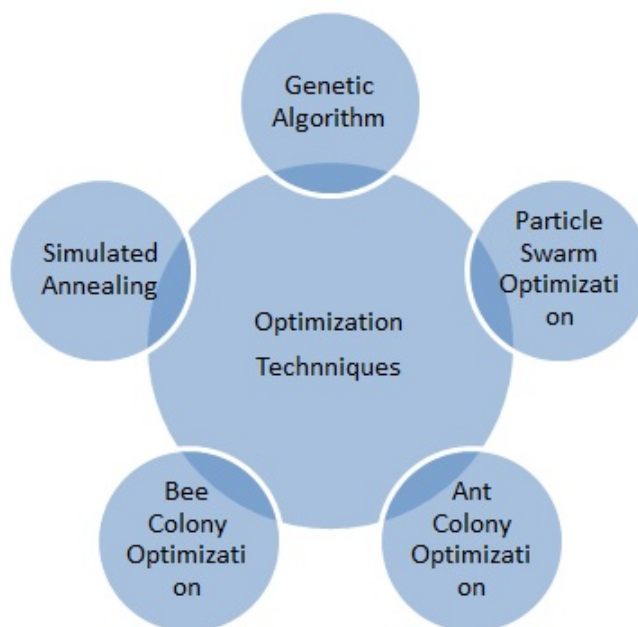 Genetic
Algorithm
Particle
Swarm
Optimizati
on
Simulated
Annealing
Optimization
Technniques
Bee
Colony
Optimizati
on
Ant
Colony
Optimizati
on